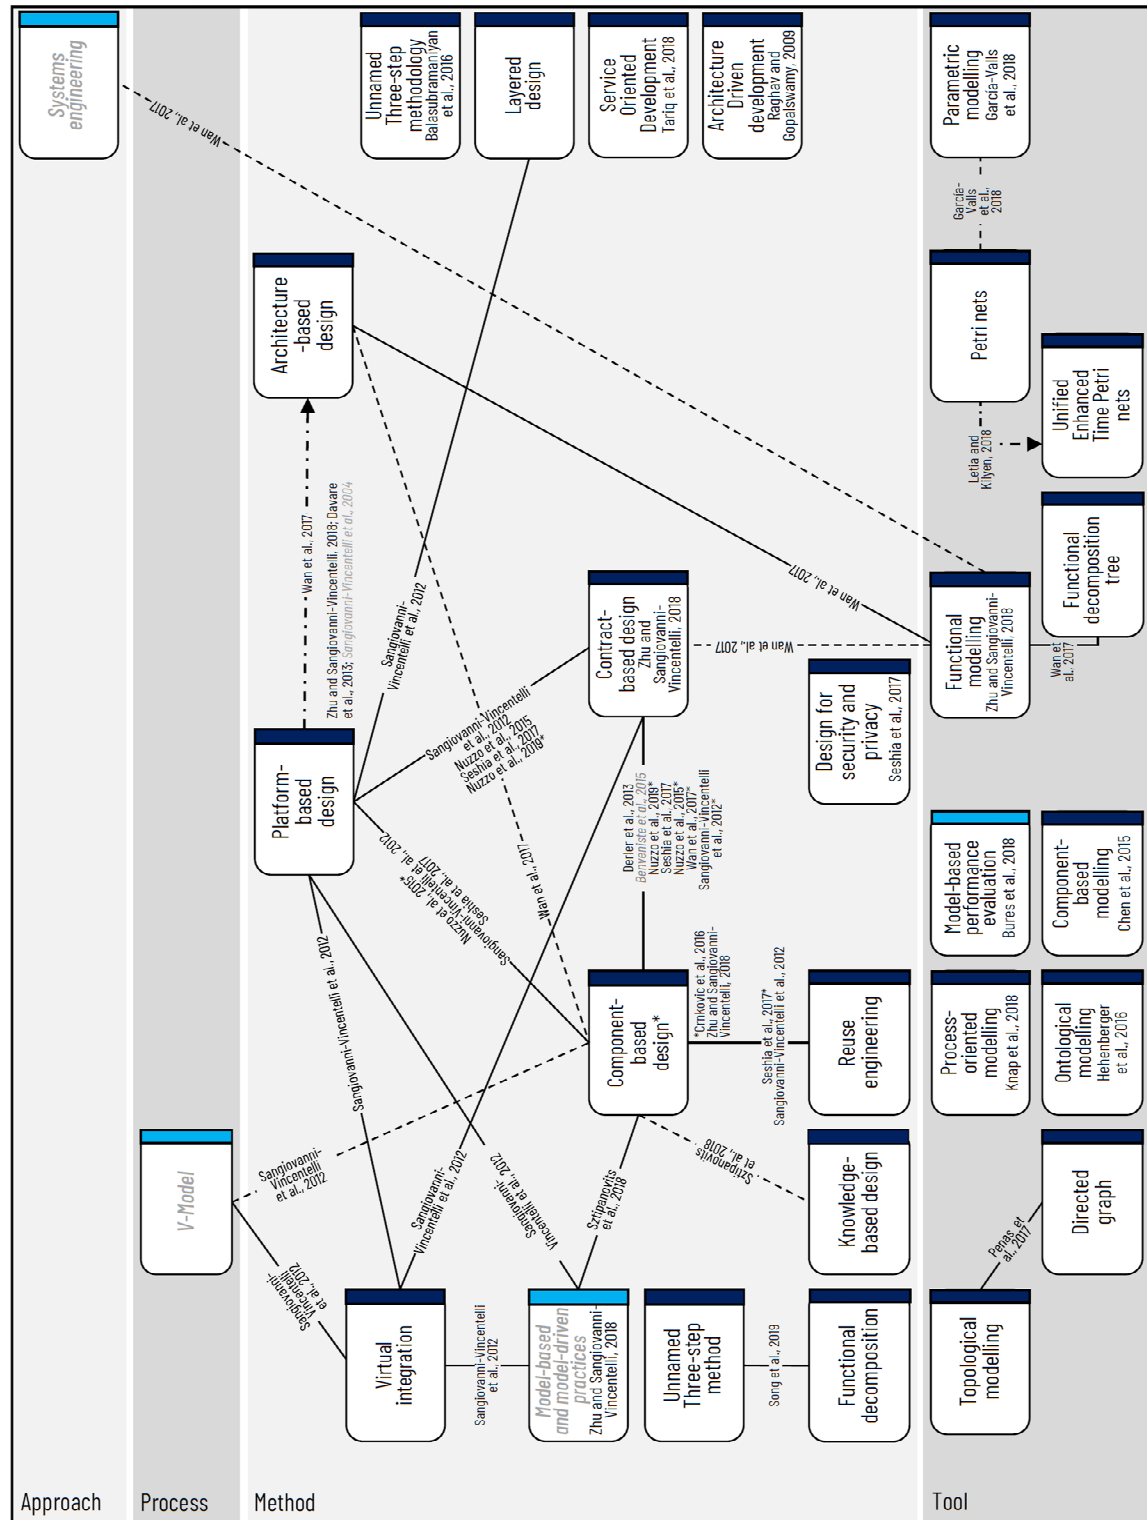 Approach
Systems
engineering
Wan et al., 2017
Process
V-Model
Sangiovanni-
Vincentelli
et al., 2012
Sangiovanni-
Vincentelli
et al., 2012
Method
Virtual
integration
Sangiovanni-Vincentelli
et al., 2012
Model-based
and model-driven
practices
Zhu and Sangiovanni-
Vincentelli, 2018
Unnamed
Three-step
method
Song et al., 2019
Functional
decomposition
Sangiovanni-Vincentelli et al., 2012
Sangiovanni-
Vincentelli et al., 2012
Sangiovanni-
Vincentelli et al., 2012
Sztipanovits
et al., 2018
Sztipanovits
et al., 2018
Knowledge-
based design
Platform-
based
design
Zhu and Sangiovanni-Vincentelli, 2018; Davare
et al., 2013; Sangiovanni-Vincentelli et al., 2004
Wan et al., 2017
Architecture
-based
design
Nuzzo et al., 2015*
Sangiovanni-Vincentelli et al., 2012
Seshia et al., 2017
Wan et al., 2017
Sangiovanni-Vincentelli
et al., 2012
Nuzzo et al., 2015
Seshia et al., 2017
Nuzzo et al., 2019*
Sangiovanni-
Vincentelli et al., 2012
Component-
based
design*
*Crnkovic et al., 2016
Zhu and Sangiovanni-
Vincentelli, 2018
Seshia et al., 2017*
Sangiovanni-Vincentelli et al., 2012
Reuse
engineering
Derler et al., 2013
Benveniste et al., 2015
Nuzzo et al., 2019*
Seshia et al., 2017
Nuzzo et al., 2015*
Wan et al., 2017*
Sangiovanni-Vincentelli
et al., 2012*
Contract-
based design
Zhu and
Sangiovanni-
Vincentelli, 2018
Wan et al.,
2017
Wan et al., 2017
Design for
security and
privacy
Seshia et al., 2017
Unnamed
Three-step
methodology
Balasubramaniyan
et al., 2016
Layered
design
Service
Oriented
Development
Tariq et al., 2018
Architecture
Driven
development
Raghav and
Gopalswamy, 2009
Tool
Topological
modelling
Penas et
al., 2017
Directed
graph
Process-
oriented
modelling
Knap et al., 2018
Ontological
modelling
Hehenberger
et al., 2016
Model-based
performance
evaluation
Bures et al., 2018
Component-
based
modelling
Chen et al., 2015
Functional
modelling
Zhu and Sangiovanni-
Vincentelli, 2018
Wan et
al. 2017
Functional
decomposition
tree
Petri nets
Letia and
Kilyen, 2018
Unified
Enhanced
Time Petri
nets
García-
Valls
et al.,
2018
Parametric
modelling
García-Valls
et al., 2018